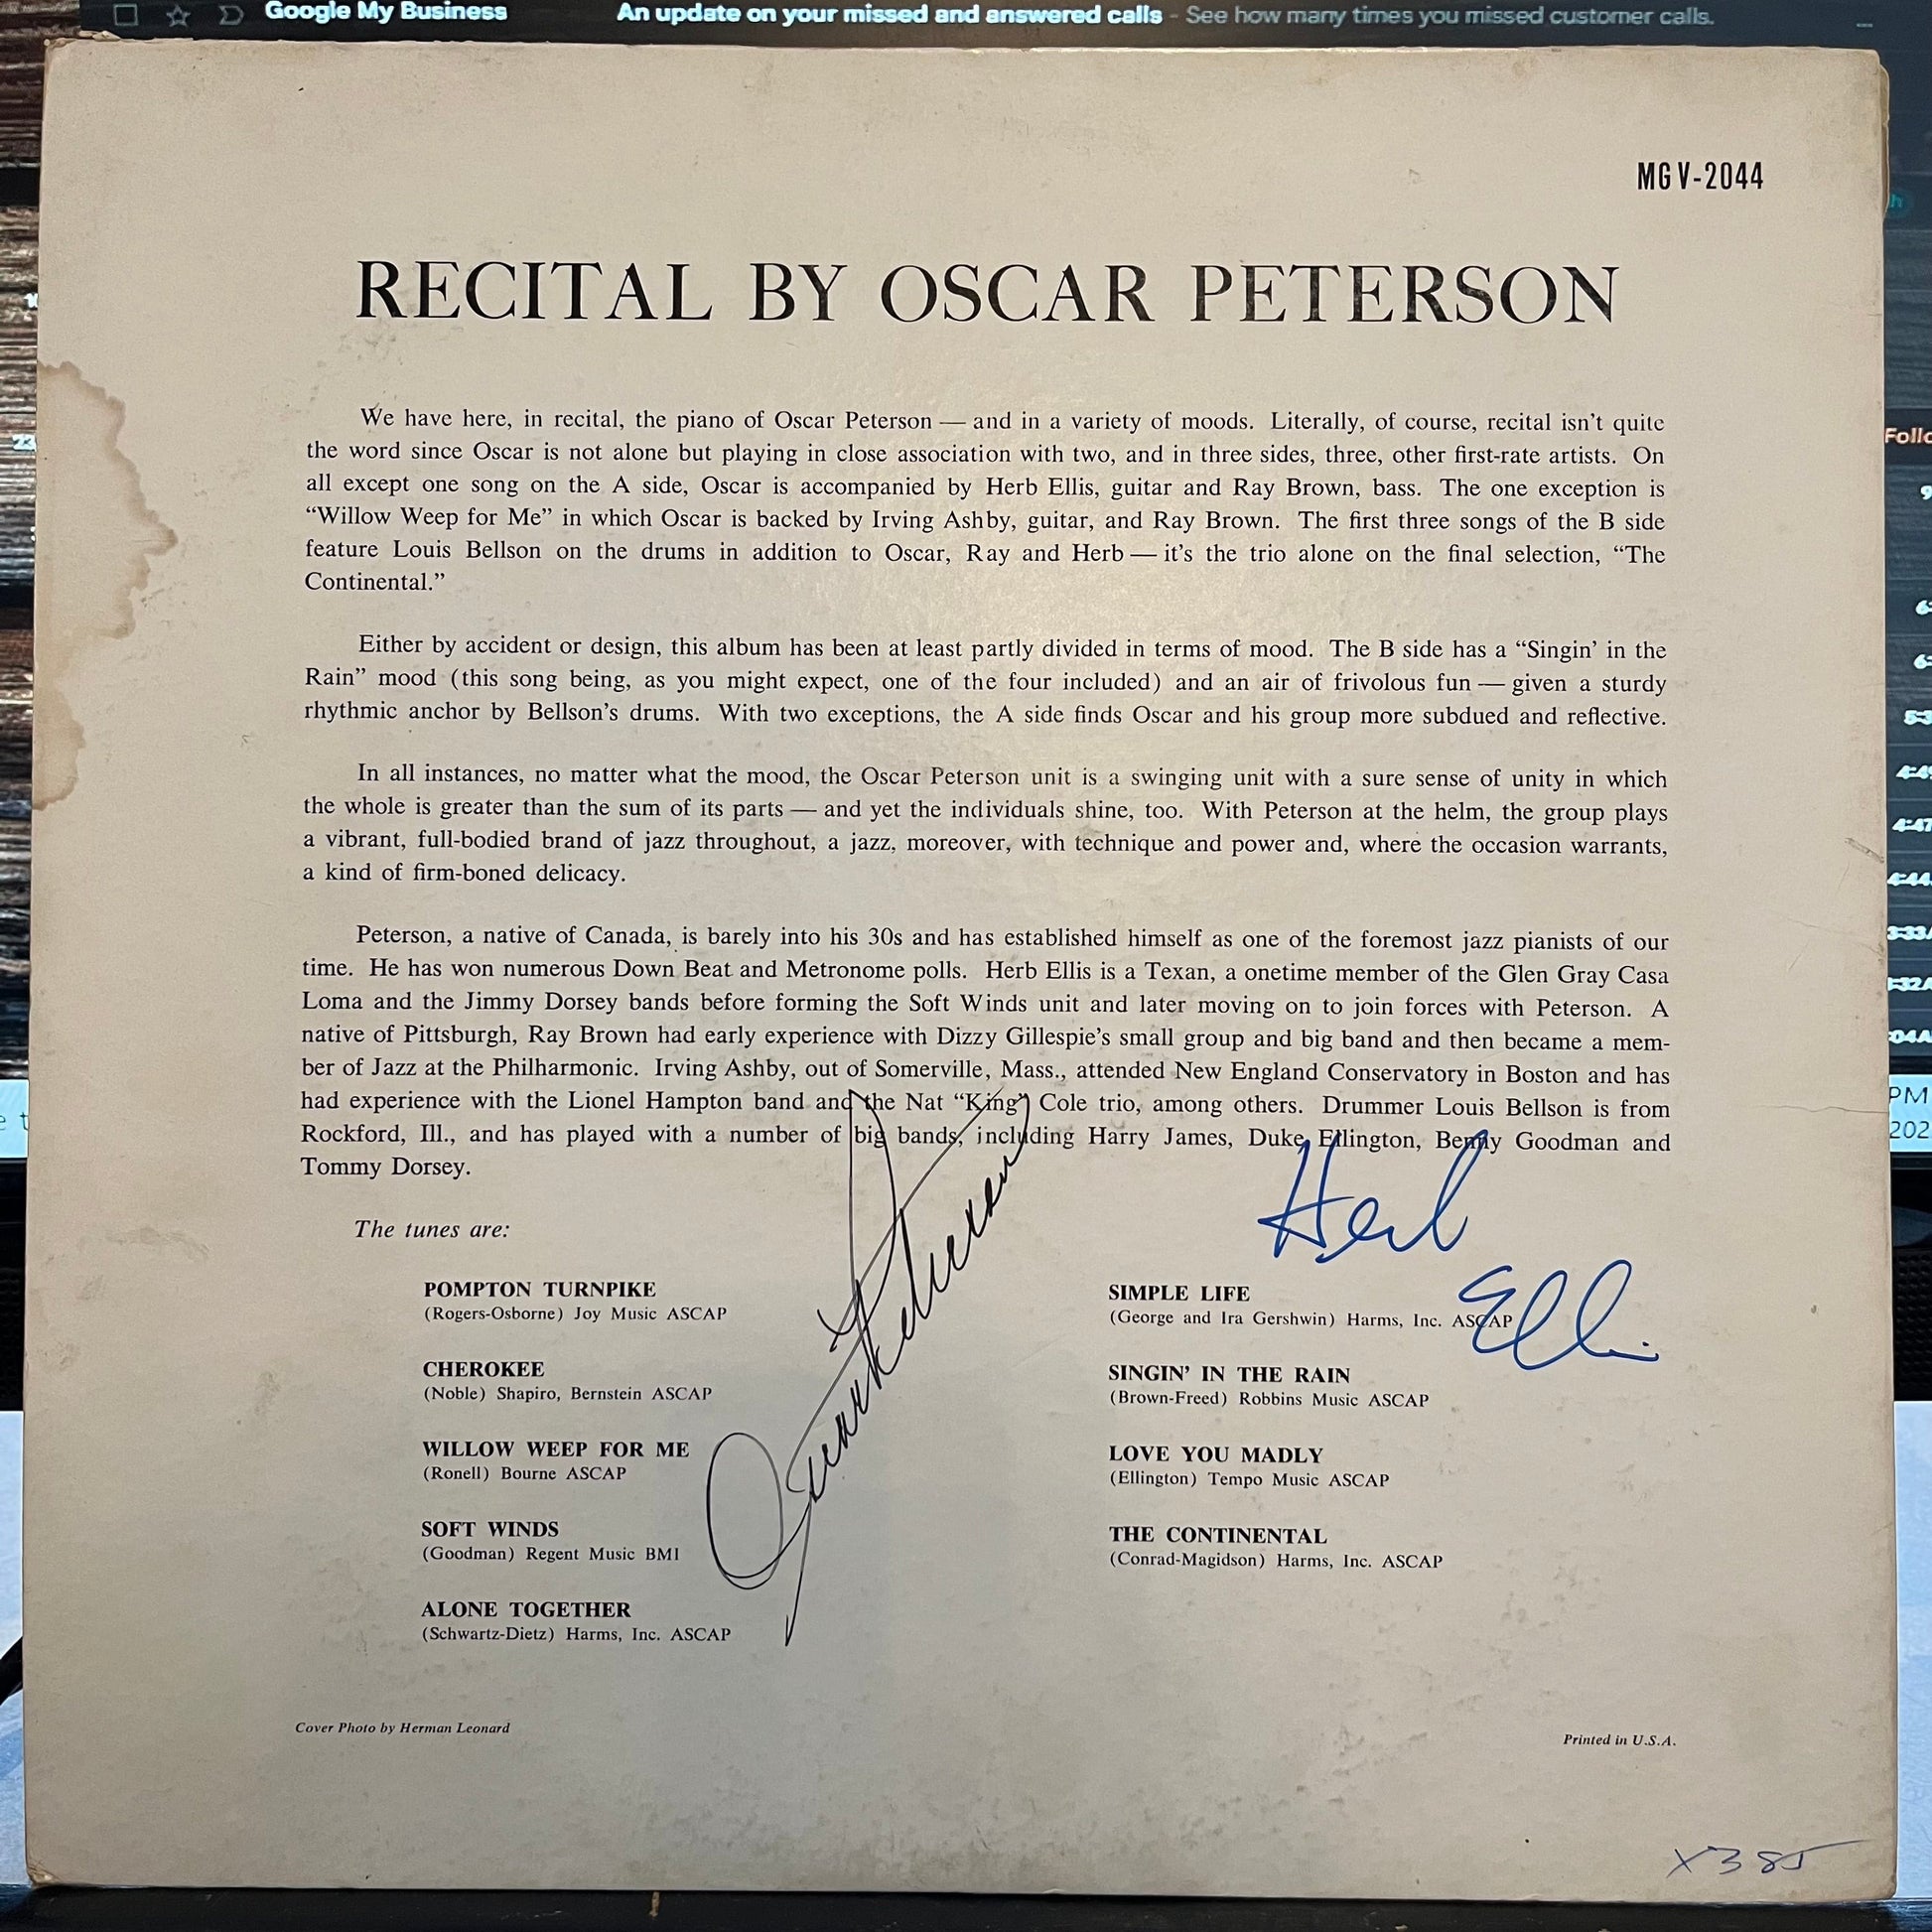 Google My Business An update on your missed and answered calls - See how many times you missed customer calls.
MG V-2044
RECITAL BY OSCAR PETERSON
We have here, in recital, the piano of Oscar Peterson — and in a variety of moods. Literally, of course, recital isn't quite
the word since Oscar is not alone but playing in close association with two, and in three sides, three, other first-rate artists. On
all except one song on the A side, Oscar is accompanied by Herb Ellis, guitar and Ray Brown, bass. The one exception is
“Willow Weep for Me” in which Oscar is backed by Irving Ashby, guitar, and Ray Brown. The first three songs of the B side
feature Louis Bellson on the drums in addition to Oscar, Ray and Herb — it's the trio alone on the final selection, “The
Continental.”
Either by accident or design, this album has been at least partly divided in terms of mood. The B side has a “Singin' in the
Rain” mood (this song being, as you might expect, one of the four included) and an air of frivolous fun — given a sturdy
rhythmic anchor by Bellson's drums. With two exceptions, the A side finds Oscar and his group more subdued and reflective.
In all instances, no matter what the mood, the Oscar Peterson unit is a swinging unit with a sure sense of unity in which
the whole is greater than the sum of its parts — and yet the individuals shine, too. With Peterson at the helm, the group plays
a vibrant, full-bodied brand of jazz throughout, a jazz, moreover, with technique and power and, where the occasion warrants,
a kind of firm-boned delicacy.
Peterson, a native of Canada, is barely into his 30s and has established himself as one of the foremost jazz pianists of our
time. He has won numerous Down Beat and Metronome polls. Herb Ellis is a Texan, a onetime member of the Glen Gray Casa
Loma and the Jimmy Dorsey bands before forming the Soft Winds unit and later moving on to join forces with Peterson. A
native of Pittsburgh, Ray Brown had early experience with Dizzy Gillespie's small group and big band and then became a mem-
ber of Jazz at the Philharmonic. Irving Ashby, out of Somerville, Mass., attended New England Conservatory in Boston and has
had experience with the Lionel Hampton band and the Nat “King” Cole trio, among others. Drummer Louis Bellson is from
Rockford, Ill., and has played with a number of big bands, including Harry James, Duke Ellington, Benny Goodman and
Tommy Dorsey.
The tunes are:
POMPTON TURNPIKE
(Rogers-Osborne) Joy Music ASCAP
CHEROKEE
(Noble) Shapiro, Bernstein ASCAP
WILLOW WEEP FOR ME
(Ronell) Bourne ASCAP
SOFT WINDS
(Goodman) Regent Music BMI
ALONE TOGETHER
(Schwartz-Dietz) Harms, Inc. ASCAP
Oscar Peterson
Herb
Ellis
SIMPLE LIFE
(George and Ira Gershwin) Harms, Inc. ASCAP
SINGIN' IN THE RAIN
(Brown-Freed) Robbins Music ASCAP
LOVE YOU MADLY
(Ellington) Tempo Music ASCAP
THE CONTINENTAL
(Conrad-Magidson) Harms, Inc. ASCAP
Cover Photo by Herman Leonard
Printed in U.S.A.
X385